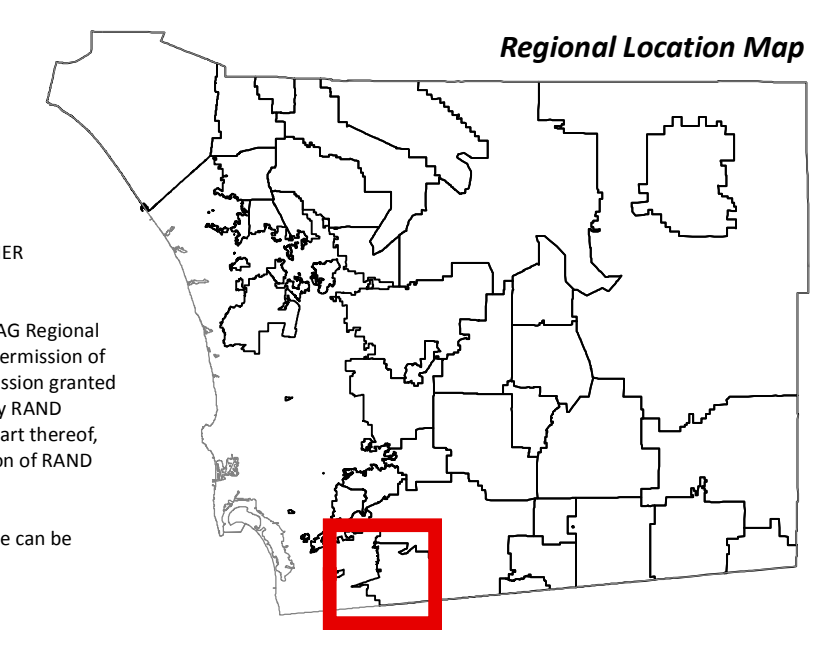 Regional Location Map
ER
AG Regional
ermission of
ssion granted
y RAND
art thereof,
on of RAND
e can be